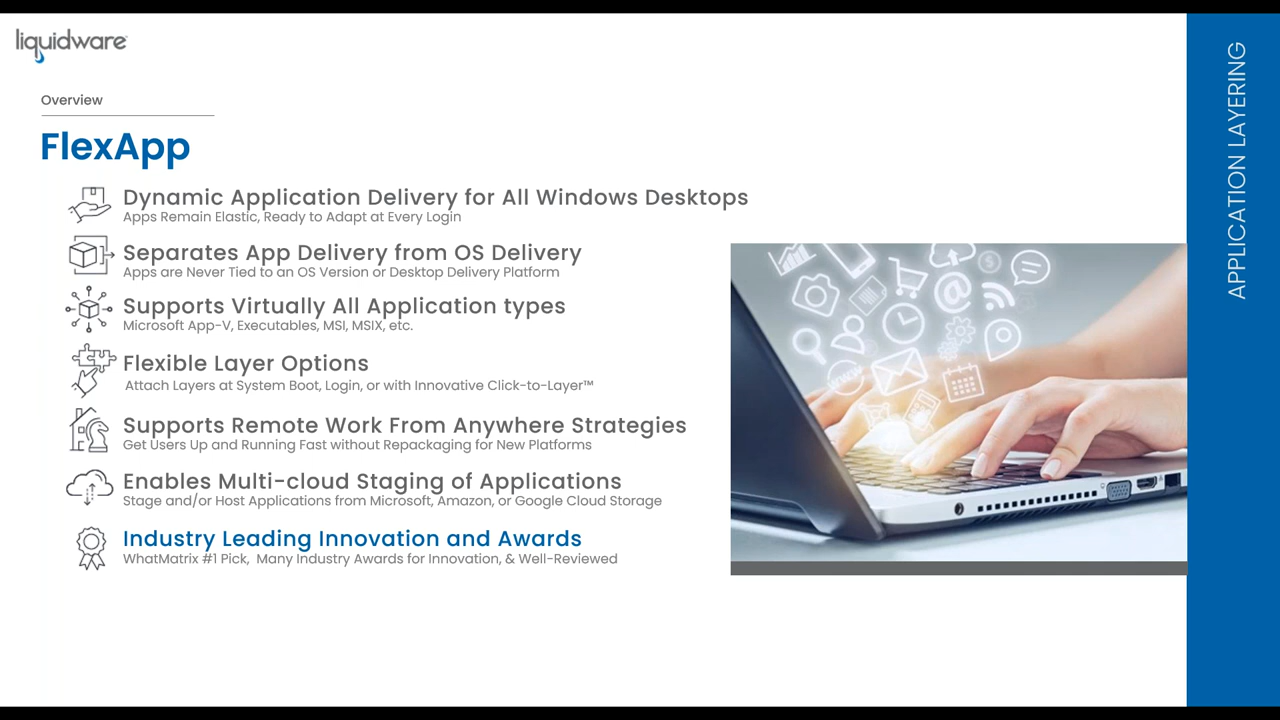 liquidware
Overview
FlexApp
Dynamic Application Delivery for All Windows Desktops
Apps Remain Elastic, Ready to Adapt at Every Login
Separates App Delivery from OS Delivery
Apps are Never Tied to an OS Version or Desktop Delivery Platform
Supports Virtually All Application types
Microsoft App-V, Executables, MSI, MSIX, etc.
Flexible Layer Options
Attach Layers at System Boot, Login, or with Innovative Click-to-Layer™
Supports Remote Work From Anywhere Strategies
Get Users Up and Running Fast without Repackaging for New Platforms
Enables Multi-cloud Staging of Applications
Stage and/or Host Applications from Microsoft, Amazon, or Google Cloud Storage
Industry Leading Innovation and Awards
WhatMatrix #1 Pick,  Many Industry Awards for Innovation, & Well-Reviewed
APPLICATION LAYERING
WWW